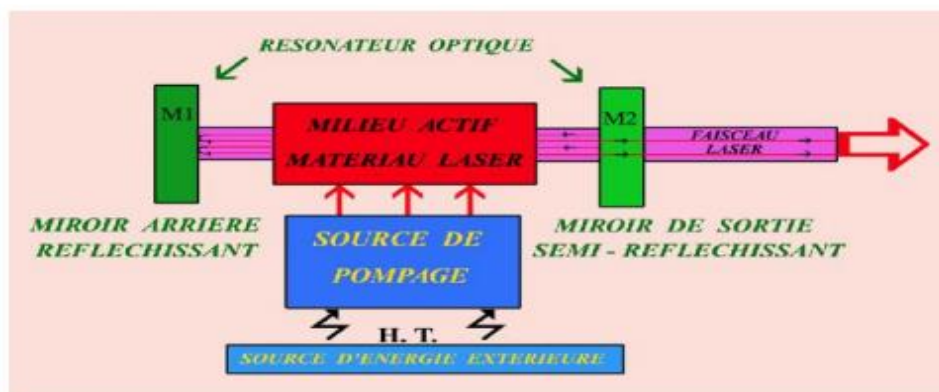 RESONATEUR OPTIQUE
M1
MILIEU ACTIF
MATERIAU LASER
M2
FAISCEAU
LASER
MIROIR ARRIERE
REFLECHISSANT
SOURCE DE
POMPAGE
MIROIR DE SORTIE
SEMI - REFLECHISSANT
H. T.
SOURCE D'ENERGIE EXTERIEURE